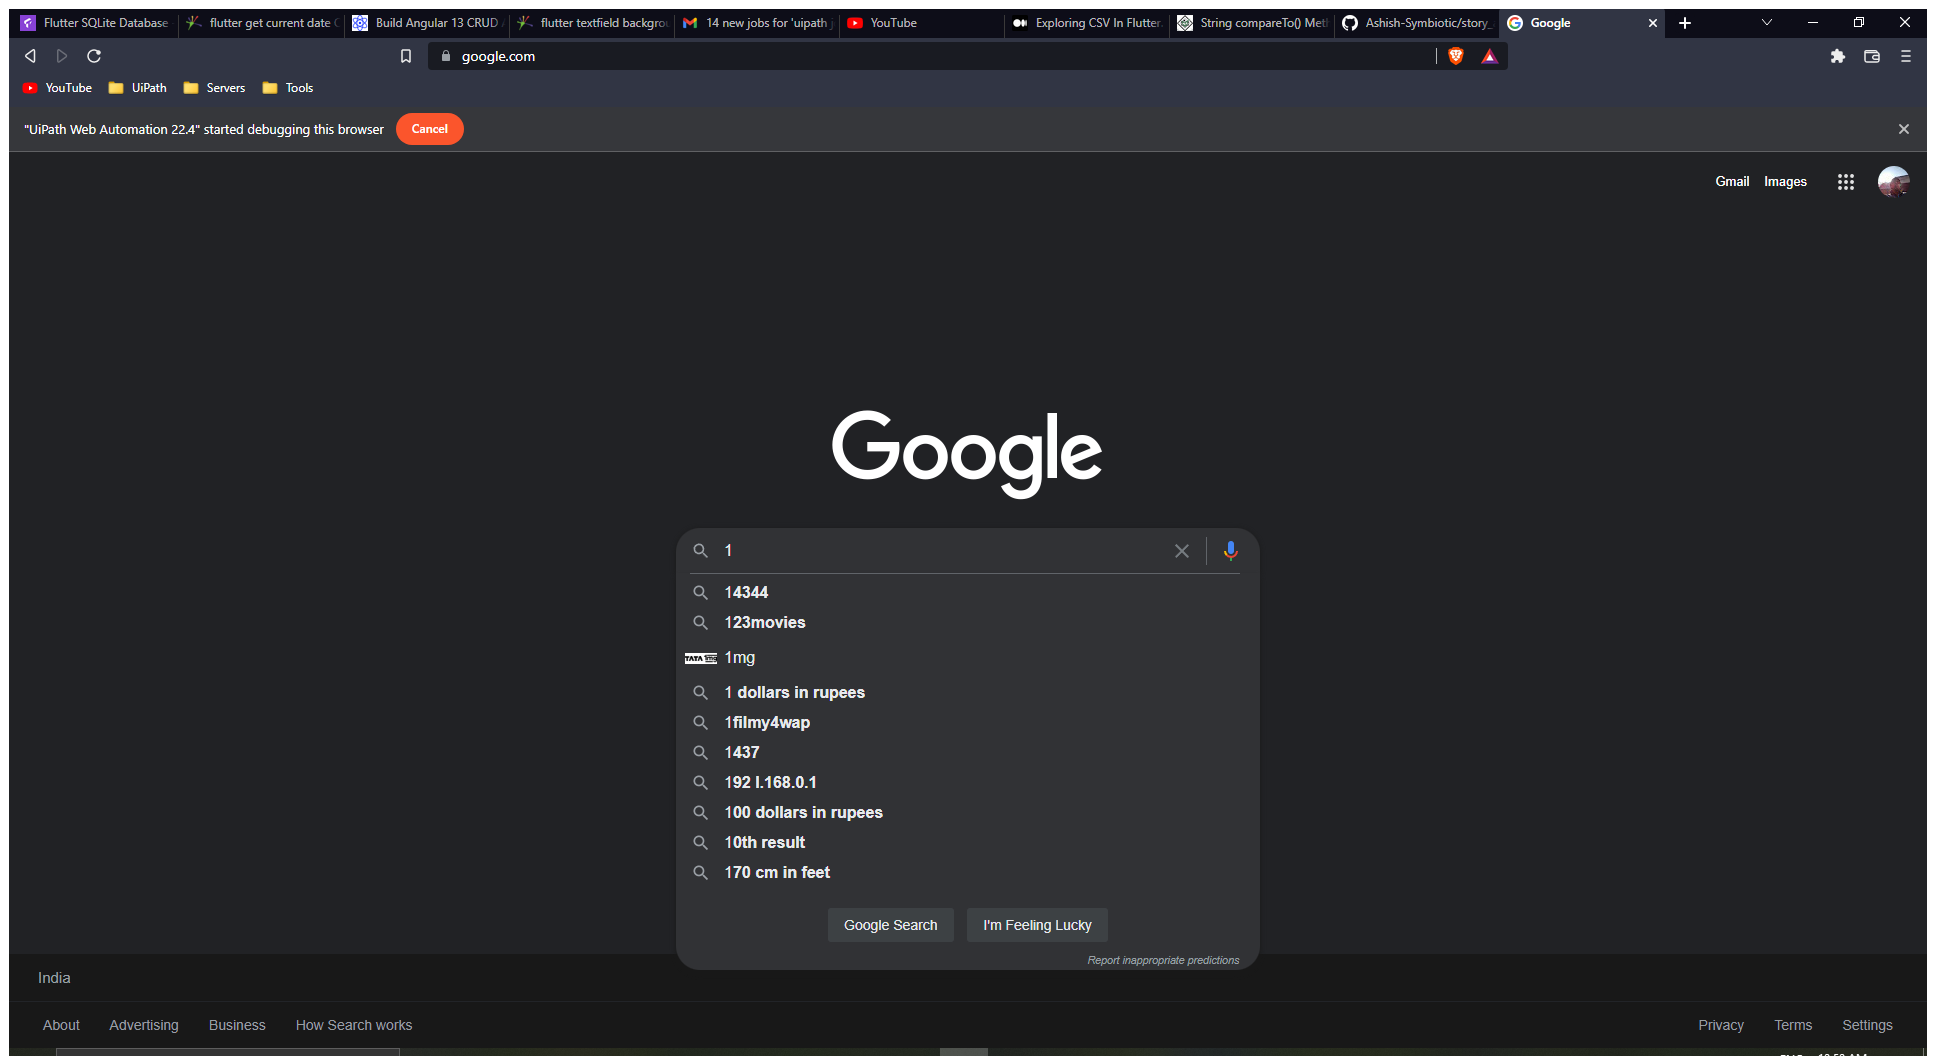 Flutter SQLite Database
flutter get current date
Build Angular 13 CRUD
flutter textfield backgrou
14 new jobs for 'uipath j
YouTube
Exploring CSV In Flutter.
String compareTo() Met
Ashish-Symbiotic/story_
Google
google.com
YouTube
UiPath
Servers
Tools
"UiPath Web Automation 22.4" started debugging this browser
Cancel
Gmail
Images
Google
1
14344
123movies
TATA 1mg
1 dollars in rupees
1filmy4wap
1437
192 l.168.0.1
100 dollars in rupees
10th result
170 cm in feet
Google Search
I'm Feeling Lucky
Report inappropriate predictions
India
About
Advertising
Business
How Search works
Privacy
Terms
Settings